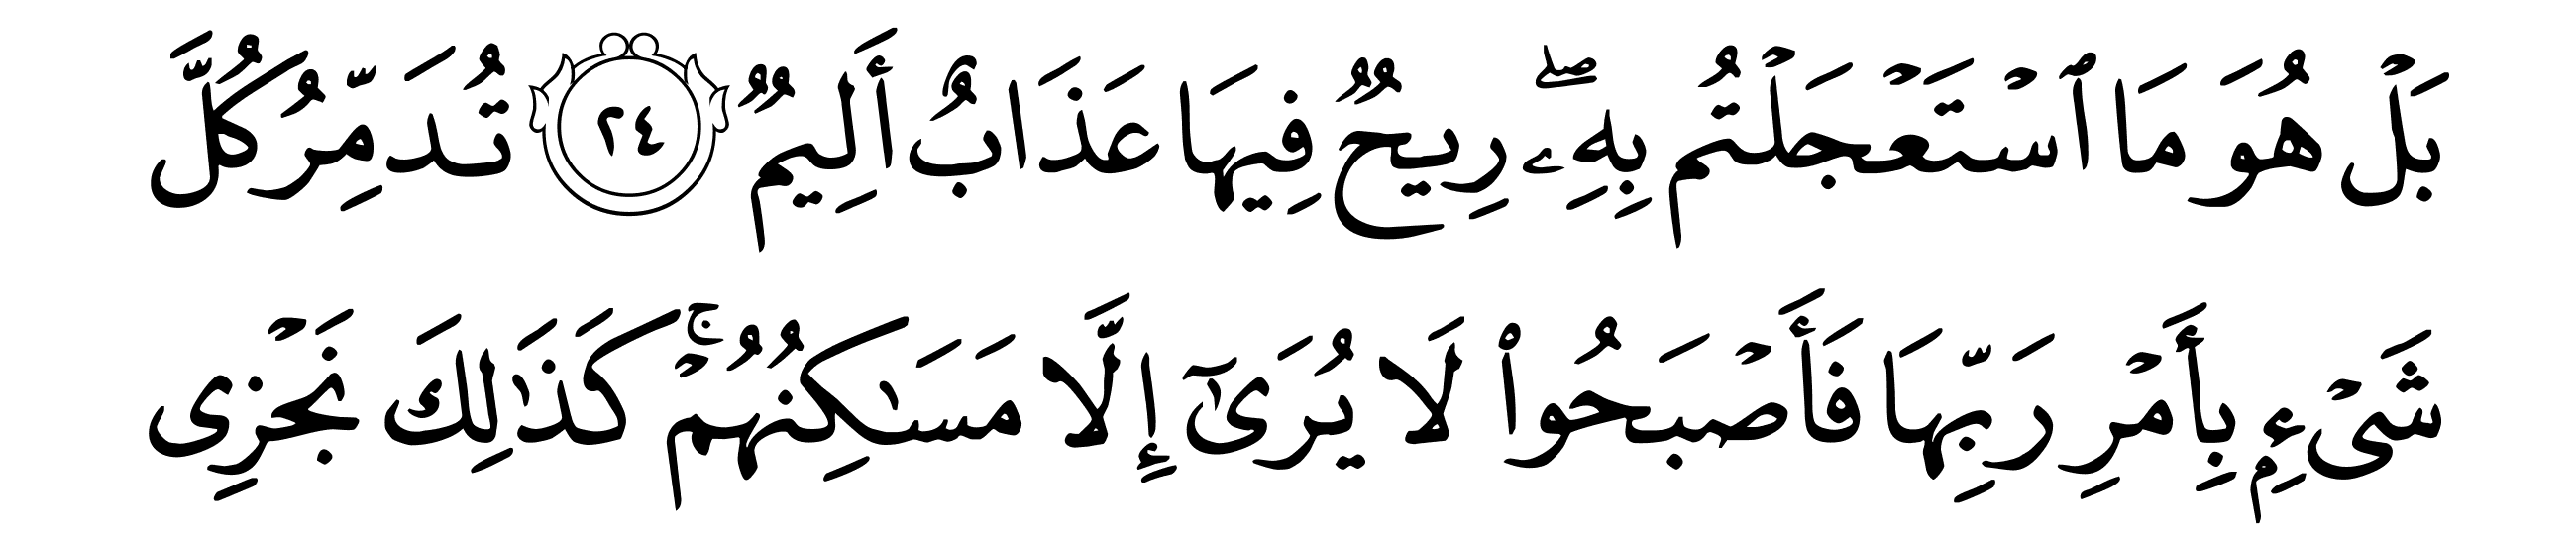 بَلْ هُوَ مَا ٱسْتَعْجَلْتُم بِهِۦۖ رِيحٌ فِيهَا عَذَابٌ أَلِيمٌ ٢٤ تُدَمِّرُ كُلَّ
شَىْءٍۭ بِأَمْرِ رَبِّهَا فَأَصْبَحُوا۟ لَا يُرَىٰٓ إِلَّا مَسَـٰكِنُهُمْۚ كَذَٰلِكَ نَجْزِى